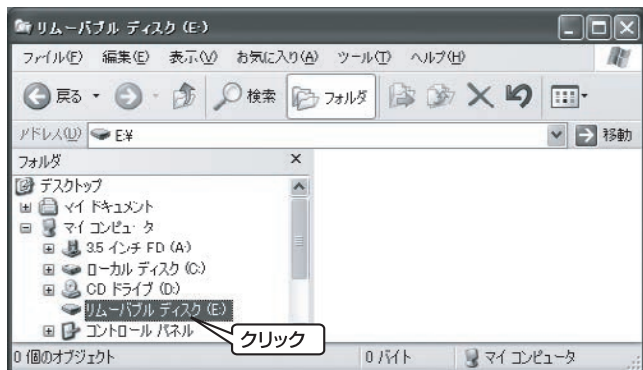 リムーバブル ディスク (E:)
ファイル(F) 編集(E) 表示(V) お気に入り(A) ツール(T) ヘルプ(H)
戻る 検索 フォルダ
アドレス(D) E:¥ 移動
フォルダ ×
デスクトップ
マイ ドキュメント
マイ コンピュータ
3.5 インチ FD (A:)
ローカル ディスク (C:)
CD ドライブ (D:)
リムーバブル ディスク (E:)
コントロール パネル
クリック
0 個のオブジェクト 0 バイト マイ コンピュータ